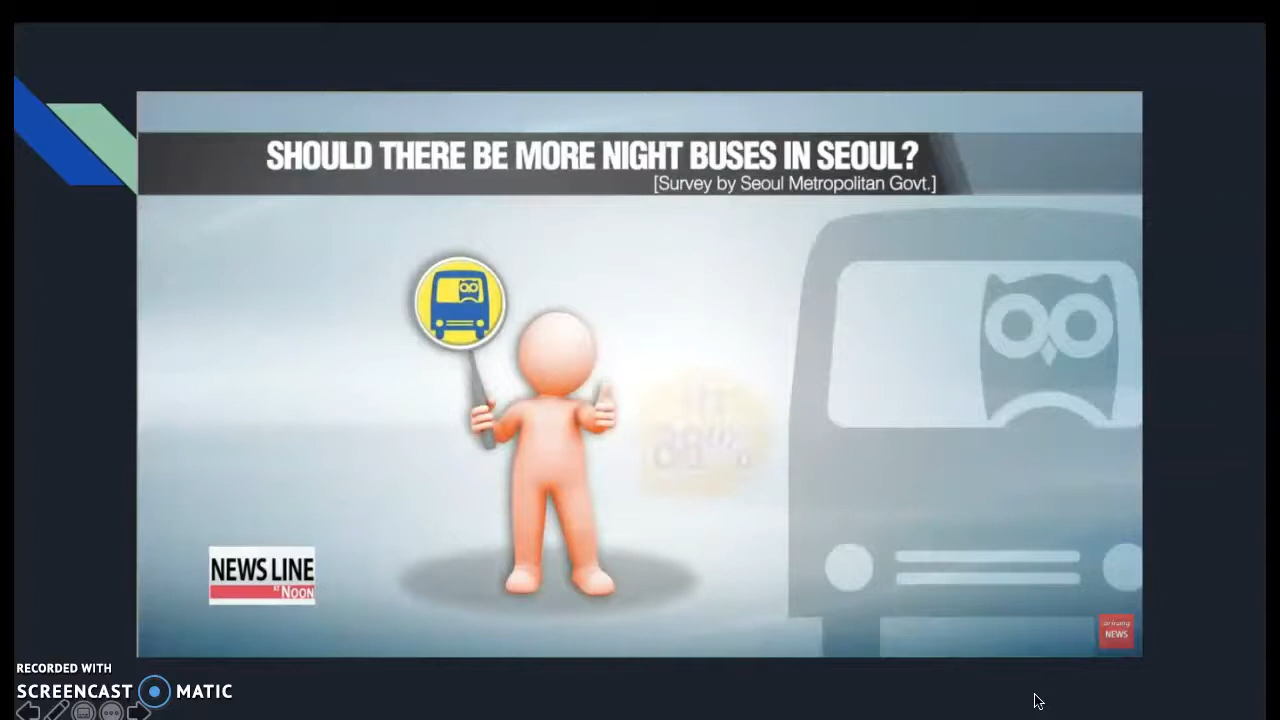 SHOULD THERE BE MORE NIGHT BUSES IN SEOUL?
[Survey by Seoul Metropolitan Govt.]
NEWS LINE
AT NOON
arirang
NEWS
RECORDED WITH
SCREENCAST MATIC